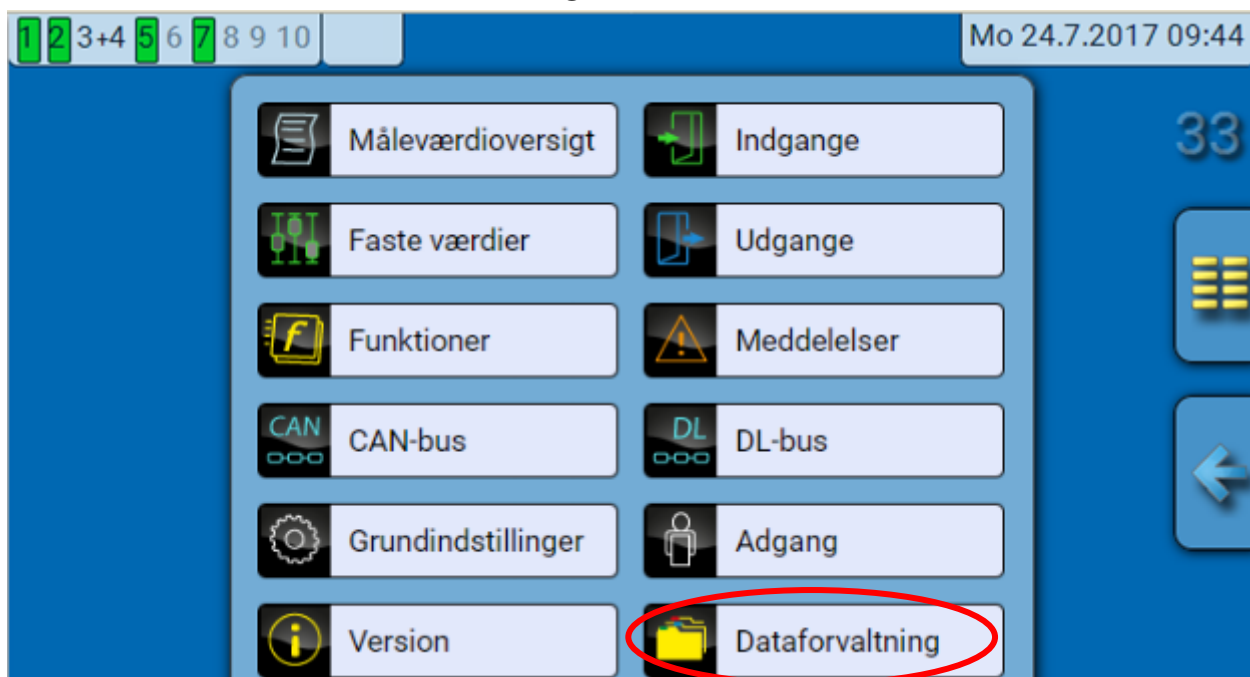 1 2 3+4 5 6 7 8 9 10
Mo 24.7.2017 09:44
33
Måleværdioversigt
Indgange
Faste værdier
Udgange
Funktioner
Meddelelser
CAN
CAN-bus
DL
DL-bus
Grundindstillinger
Adgang
Version
Dataforvaltning